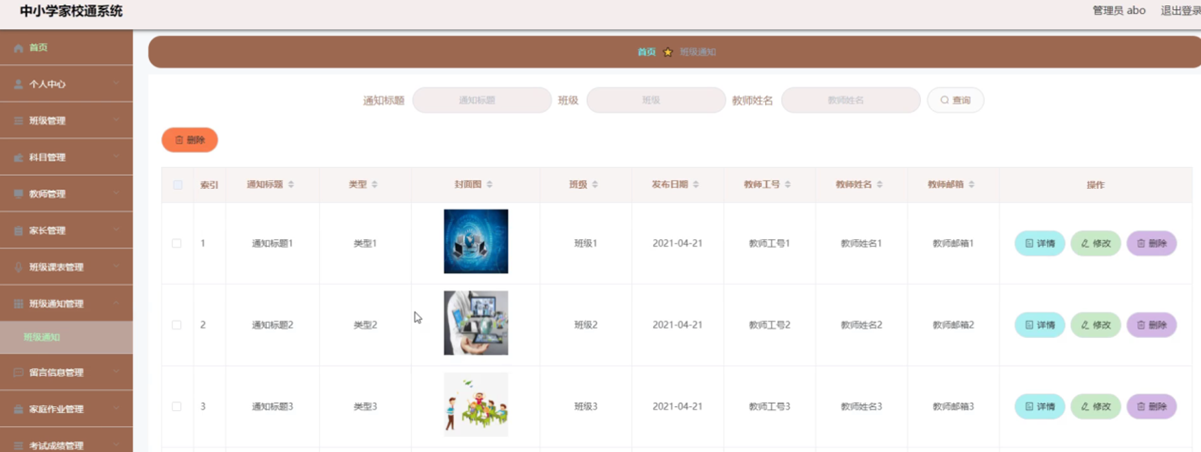 中小学家校通系统
管理员 abo 退出登录
首页
个人中心
班级管理
科目管理
教师管理
家长管理
班级课表管理
班级通知管理
班级通知
留言信息管理
家庭作业管理
考试成绩管理
首页 班级通知
通知标题 通知标题 班级 班级 教师姓名 教师姓名 查询
删除
索引 通知标题 类型 封面图 班级 发布日期 教师工号 教师姓名 教师邮箱 操作
1 通知标题1 类型1 班级1 2021-04-21 教师工号1 教师姓名1 教师邮箱1 详情 修改 删除
2 通知标题2 类型2 班级2 2021-04-21 教师工号2 教师姓名2 教师邮箱2 详情 修改 删除
3 通知标题3 类型3 班级3 2021-04-21 教师工号3 教师姓名3 教师邮箱3 详情 修改 删除